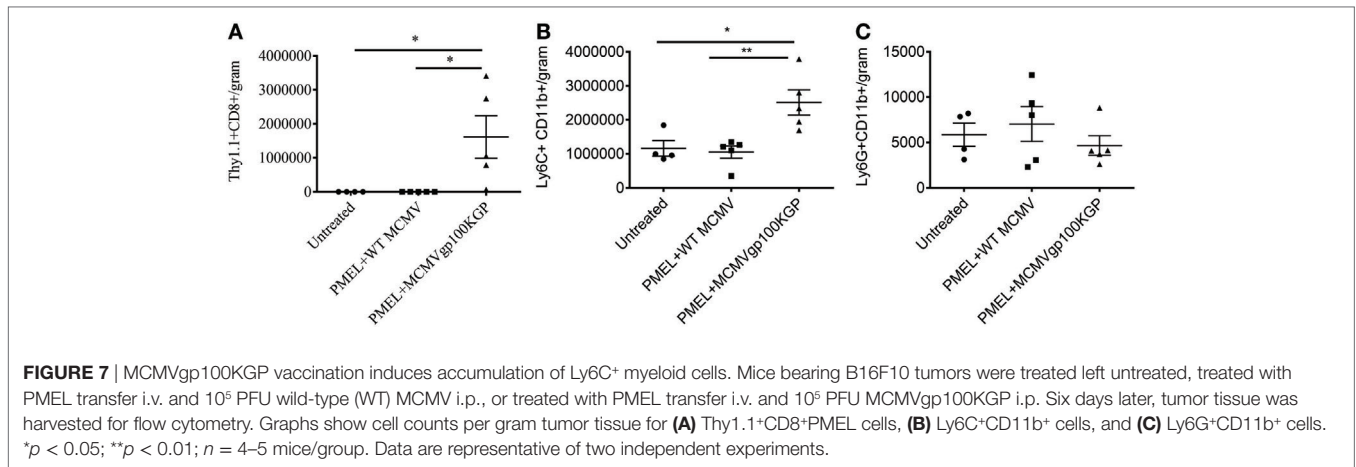 A
Thy1.1+CD8+/gram
4000000
3000000
2000000
1000000
0
*
*
Untreated
PMEL+WT MCMV
PMEL+MCMVgp100KGP
B
Ly6C+ CD11b+/gram
4000000
3000000
2000000
1000000
0
*
**
Untreated
PMEL+WT MCMV
PMEL+MCMVgp100KGP
C
Ly6G+CD11b+/gram
15000
10000
5000
0
Untreated
PMEL+WT MCMV
PMEL+MCMVgp100KGP
FIGURE 7 | MCMVgp100KGP vaccination induces accumulation of Ly6C⁺ myeloid cells. Mice bearing B16F10 tumors were treated left untreated, treated with
PMEL transfer i.v. and 10⁵ PFU wild-type (WT) MCMV i.p., or treated with PMEL transfer i.v. and 10⁵ PFU MCMVgp100KGP i.p. Six days later, tumor tissue was
harvested for flow cytometry. Graphs show cell counts per gram tumor tissue for (A) Thy1.1⁺CD8⁺PMEL cells, (B) Ly6C⁺CD11b⁺ cells, and (C) Ly6G⁺CD11b⁺ cells.
*p < 0.05; **p < 0.01; n = 4–5 mice/group. Data are representative of two independent experiments.